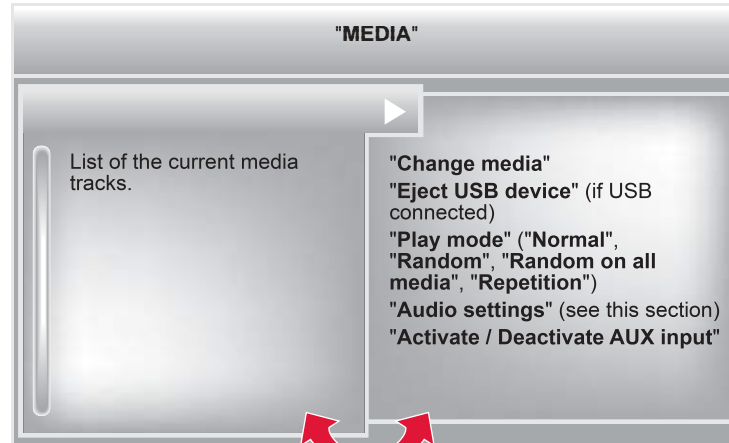 "MEDIA"
List of the current media
tracks.
"Change media"
"Eject USB device" (if USB
connected)
"Play mode" ("Normal",
"Random", "Random on all
media", "Repetition")
"Audio settings" (see this section)
"Activate / Deactivate AUX input"